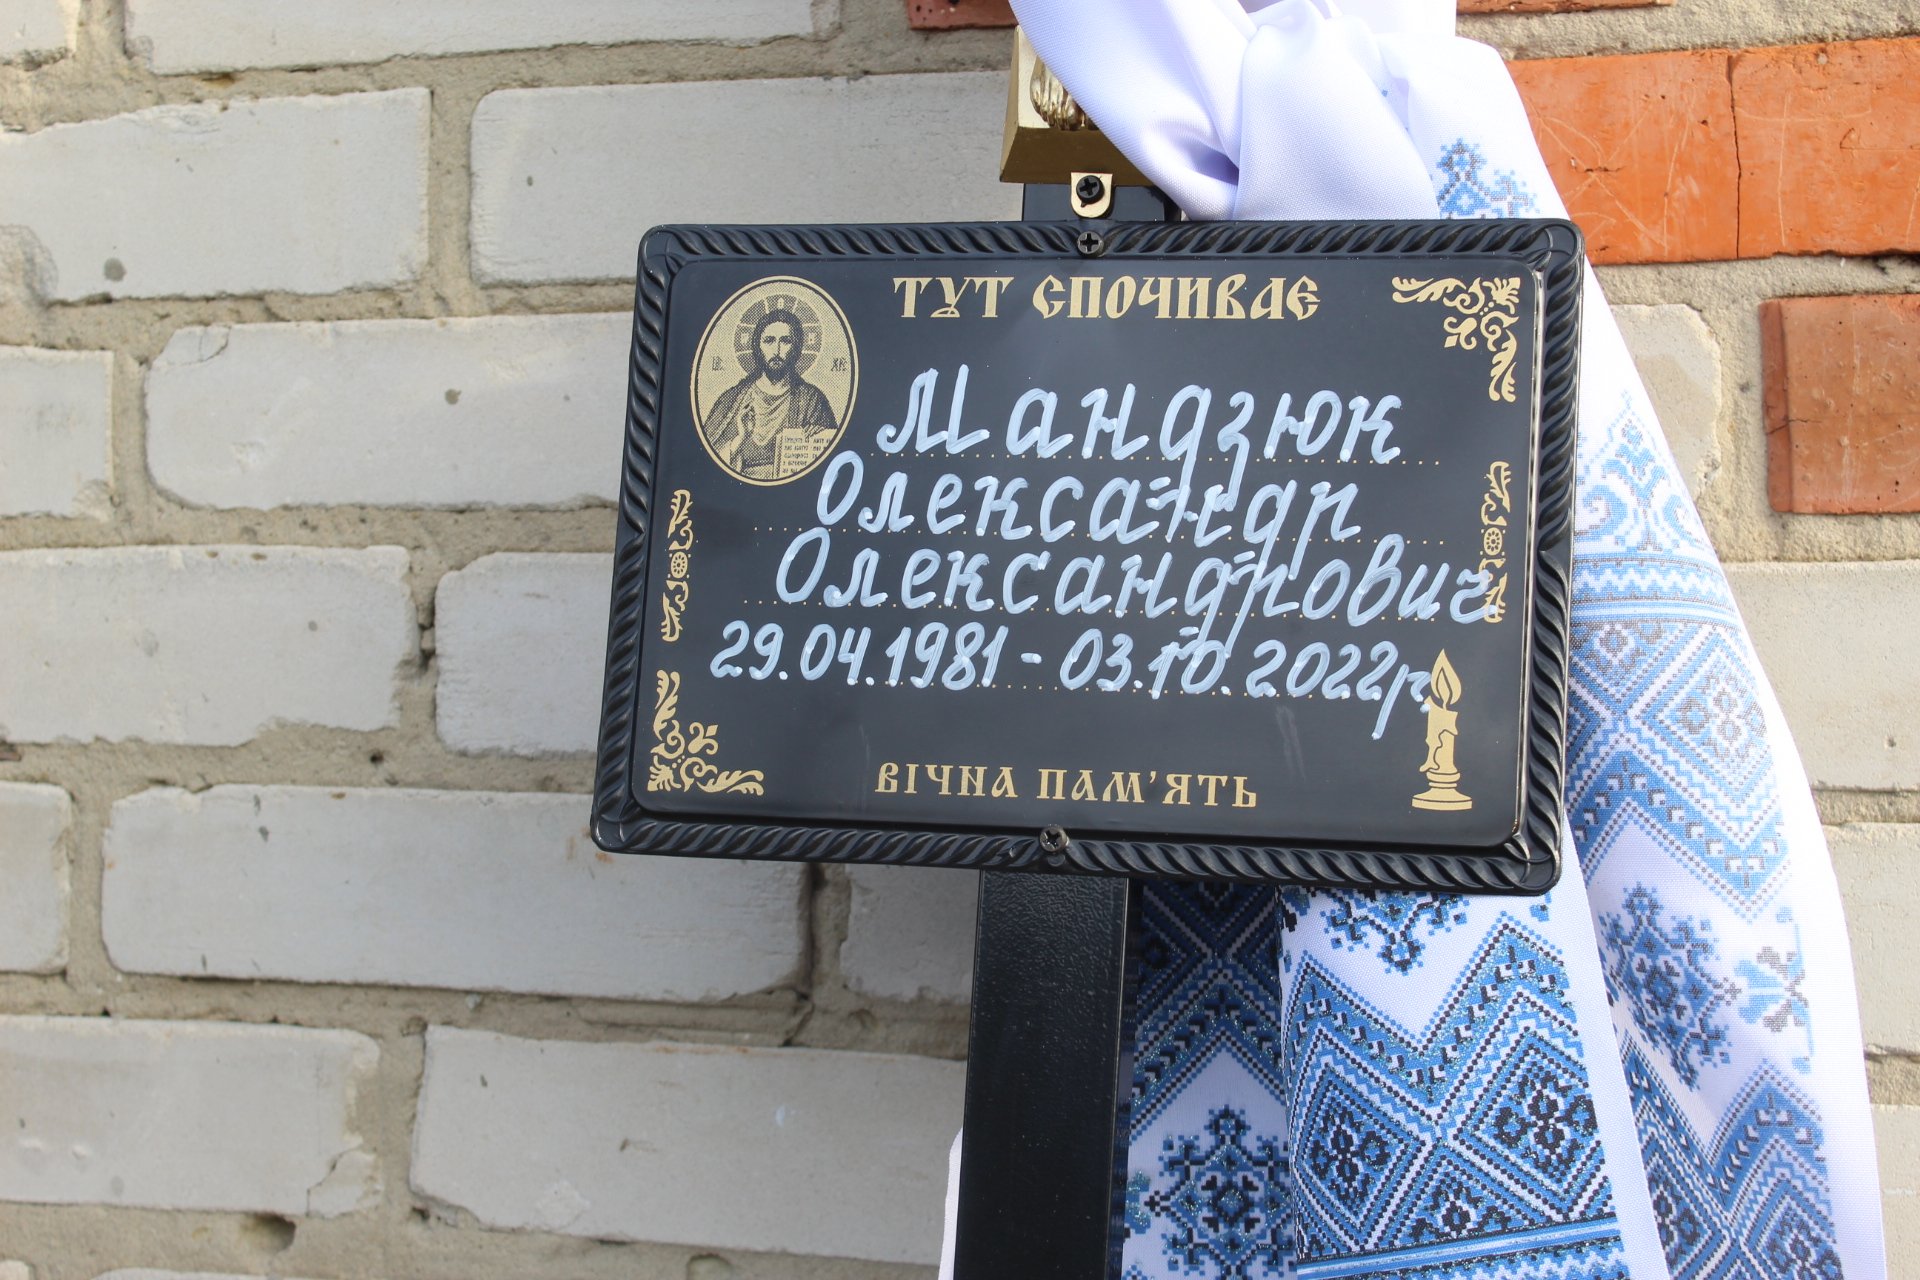 ТУТ СПОЧИВАЄ
Мандзюк
Олександр
Олександрович
29.04.1981 - 03.10.2022р.
ВІЧНА ПАМ'ЯТЬ